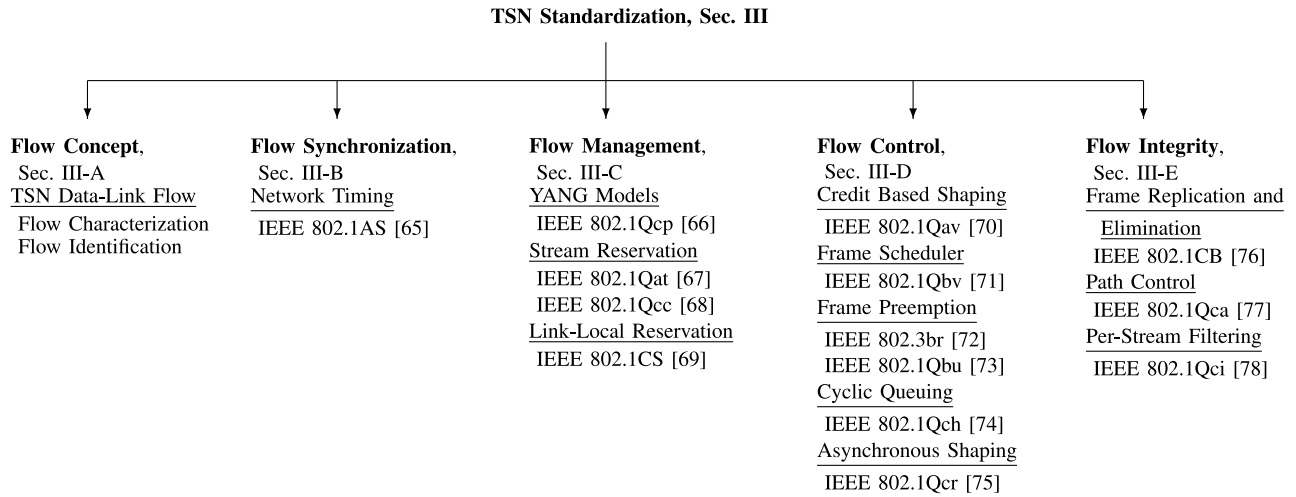 TSN Standardization, Sec. III
Flow Concept,
Sec. III-A
TSN Data-Link Flow
Flow Characterization
Flow Identification
Flow Synchronization,
Sec. III-B
Network Timing
IEEE 802.1AS [65]
Flow Management,
Sec. III-C
YANG Models
IEEE 802.1Qcp [66]
Stream Reservation
IEEE 802.1Qat [67]
IEEE 802.1Qcc [68]
Link-Local Reservation
IEEE 802.1CS [69]
Flow Control,
Sec. III-D
Credit Based Shaping
IEEE 802.1Qav [70]
Frame Scheduler
IEEE 802.1Qbv [71]
Frame Preemption
IEEE 802.3br [72]
IEEE 802.1Qbu [73]
Cyclic Queuing
IEEE 802.1Qch [74]
Asynchronous Shaping
IEEE 802.1Qcr [75]
Flow Integrity,
Sec. III-E
Frame Replication and
Elimination
IEEE 802.1CB [76]
Path Control
IEEE 802.1Qca [77]
Per-Stream Filtering
IEEE 802.1Qci [78]